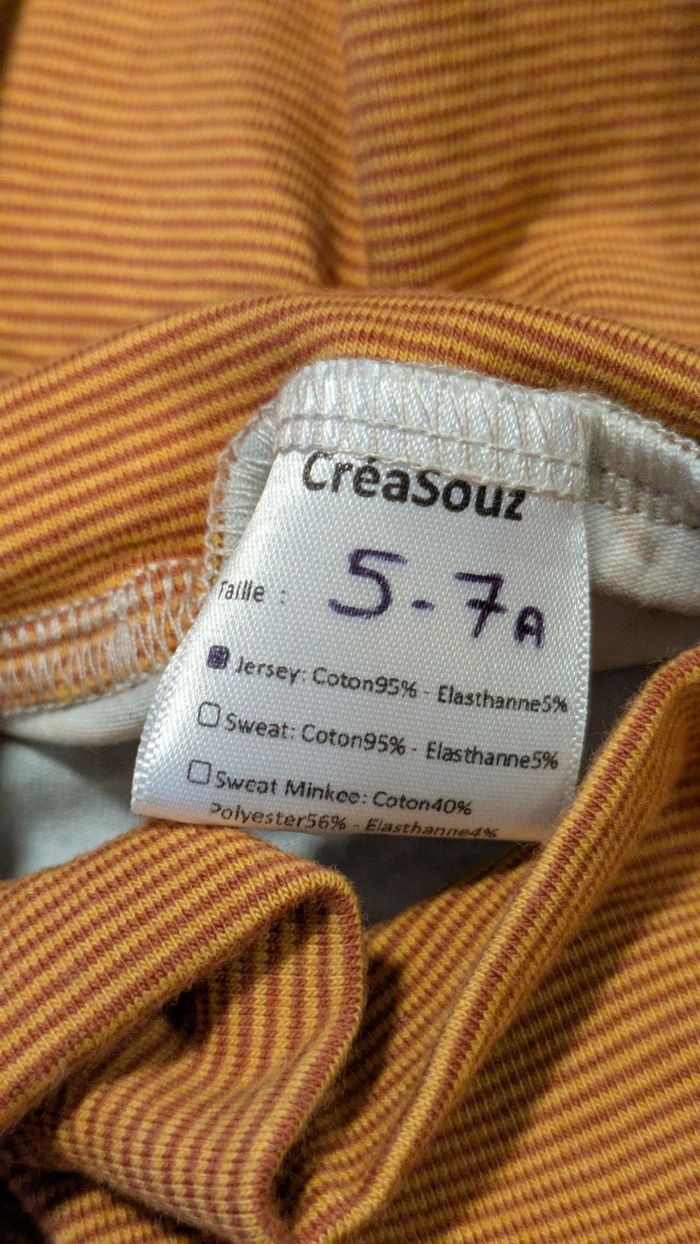 CréaSouz
Taille : 5-7A
Jersey: Coton95% - Elasthanne5%
Sweat: Coton95% - Elasthanne5%
Sweat Minkee: Coton40%
Polyester56% - Elasthanne4%